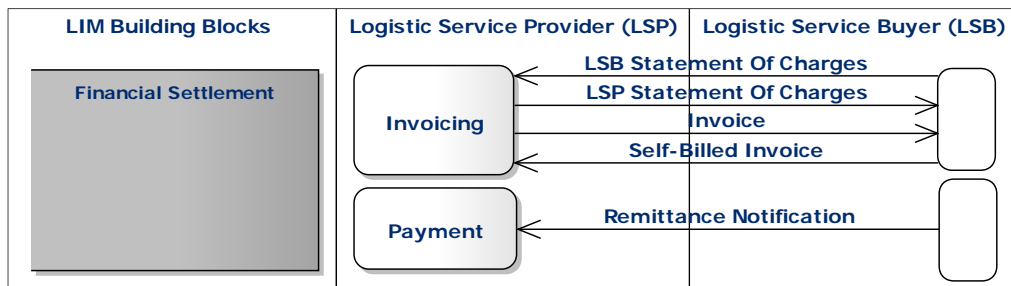 LIM Building Blocks
Logistic Service Provider (LSP)
Logistic Service Buyer (LSB)
Financial Settlement
Invoicing
LSB Statement Of Charges
LSP Statement Of Charges
Invoice
Self-Billed Invoice
Payment
Remittance Notification